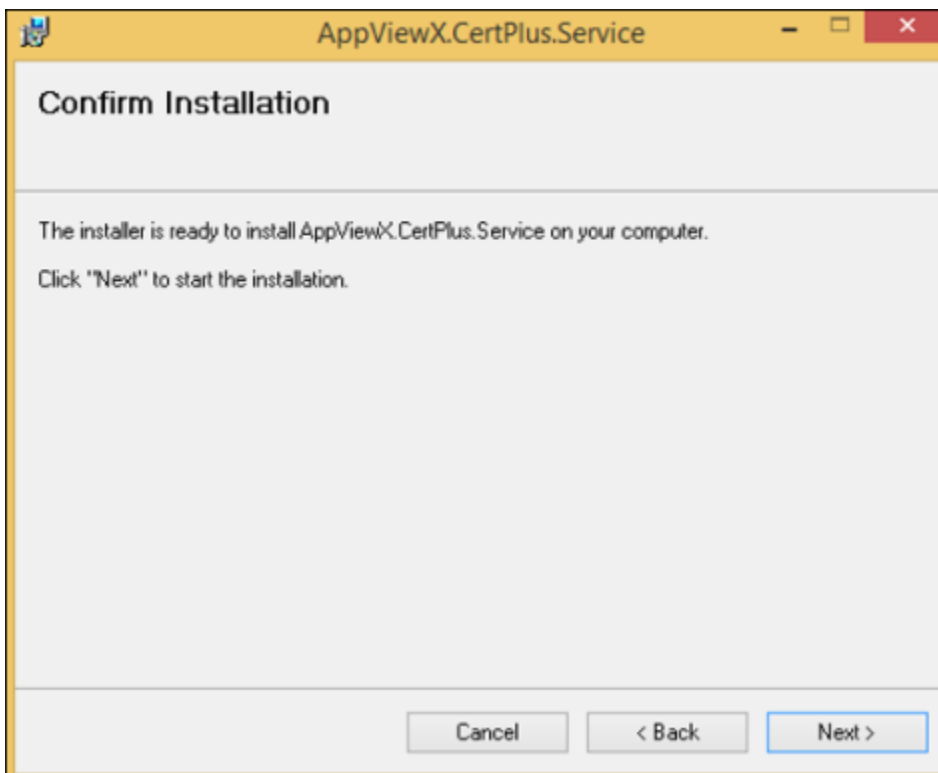 AppViewX.CertPlus.Service
Confirm Installation
The installer is ready to install AppViewX.CertPlus.Service on your computer.
Click "Next" to start the installation.
Cancel
< Back
Next >